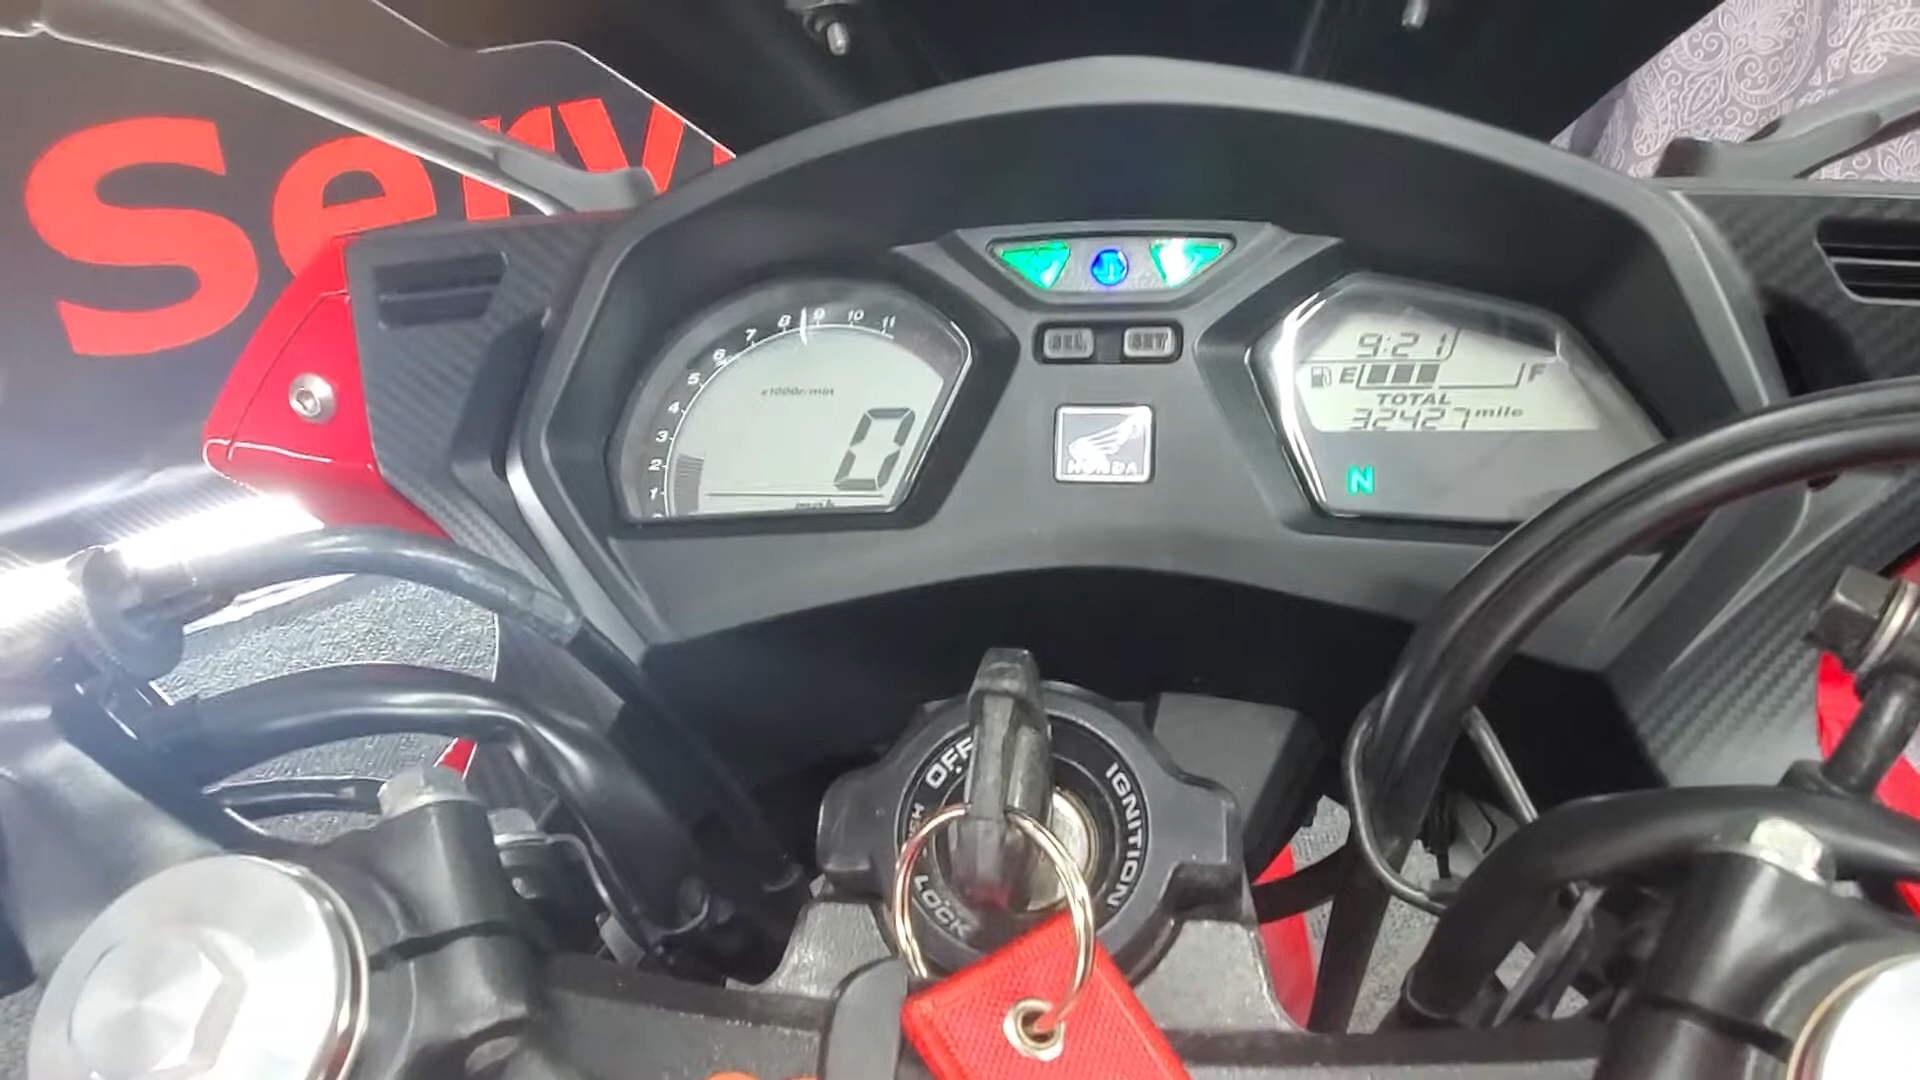 Serv
9:21
8 9 10 11
7
6
5
4
3
2
1
x1000r/min
0
mph
SEL SET
E F
TOTAL
32427 mile
HONDA
N
OFF
IGNITION
LOCK